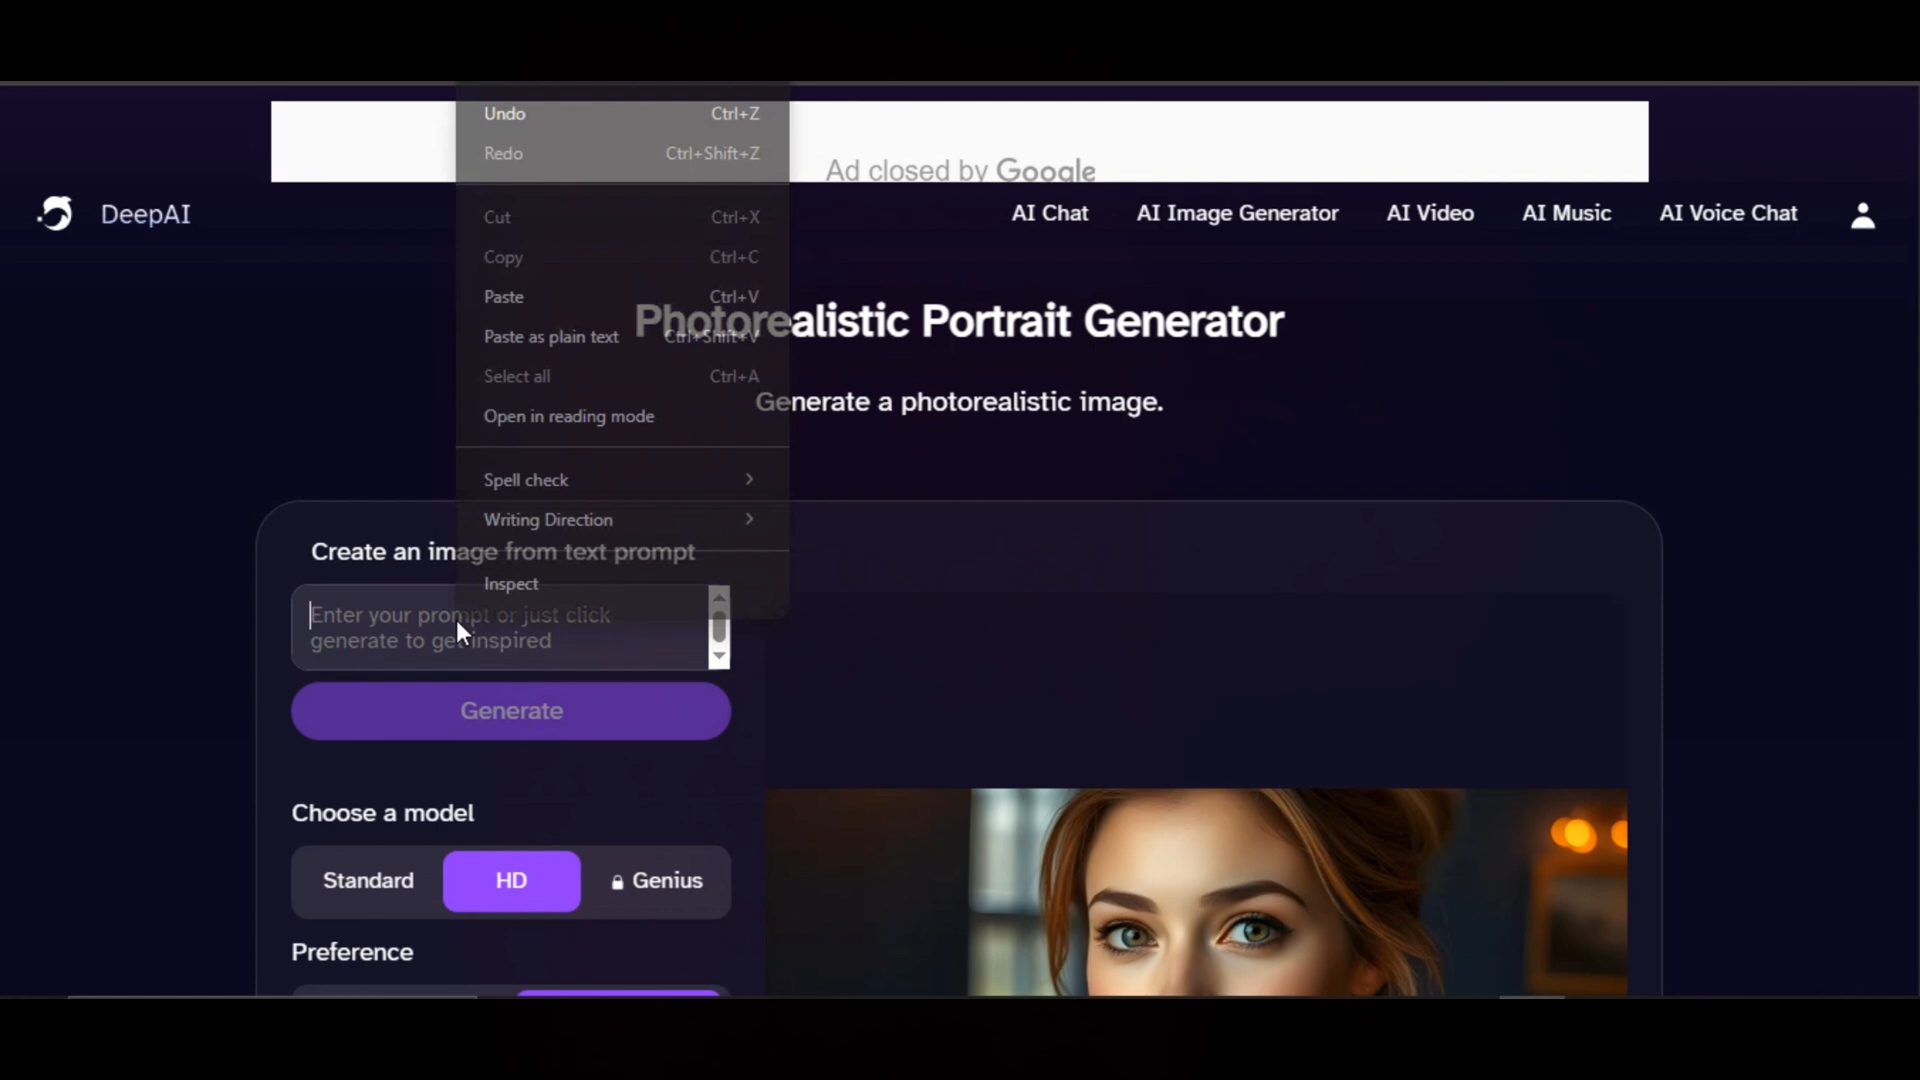 Undo Ctrl+Z
Redo Ctrl+Shift+Z
Ad closed by Google
DeepAI
AI Chat AI Image Generator AI Video AI Music AI Voice Chat
Cut Ctrl+X
Copy Ctrl+C
Paste Ctrl+V
Paste as plain text Ctrl+Shift+V
Select all Ctrl+A
Open in reading mode
Spell check
Writing Direction
Inspect
Photorealistic Portrait Generator
Generate a photorealistic image.
Create an image from text prompt
Enter your prompt or just click
generate to get inspired
Generate
Choose a model
Standard HD Genius
Preference